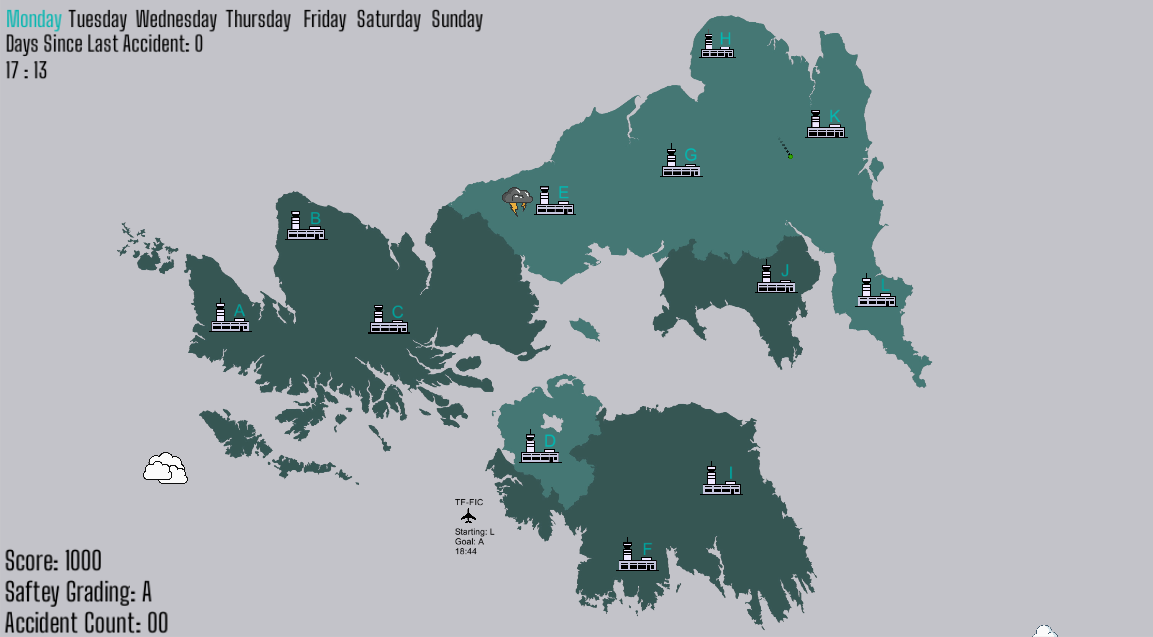 Monday Tuesday Wednesday Thursday Friday Saturday Sunday
Days Since Last Accident: 0
17 : 13
H
K
G
E
B
J
L
A
C
D
I
TF-FIC
Starting: L
Goal: A
18:44
F
Score: 1000
Saftey Grading: A
Accident Count: 00